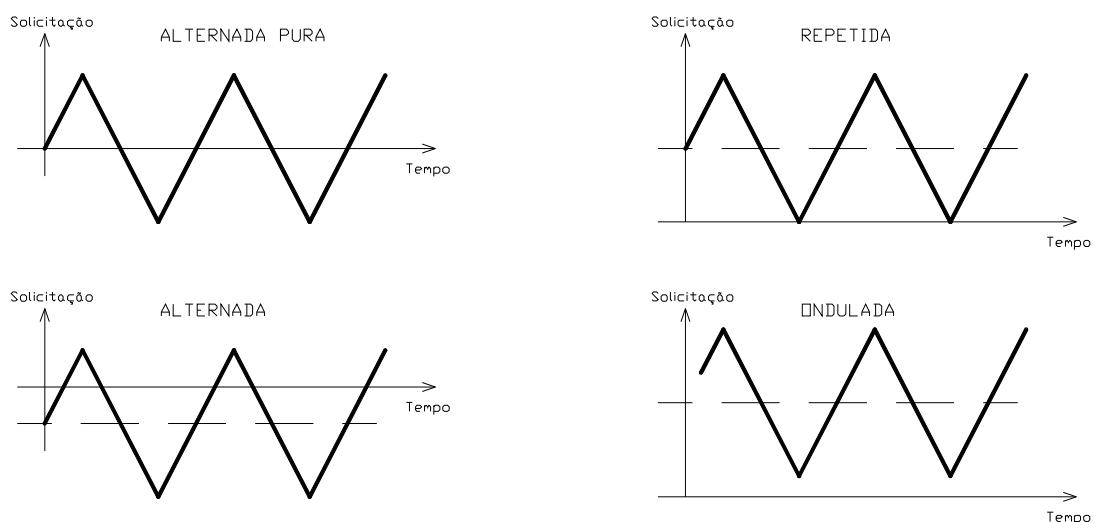 Solicitação
ALTERNADA PURA
Tempo
Solicitação
REPETIDA
Tempo
Solicitação
ALTERNADA
Tempo
Solicitação
ONDULADA
Tempo